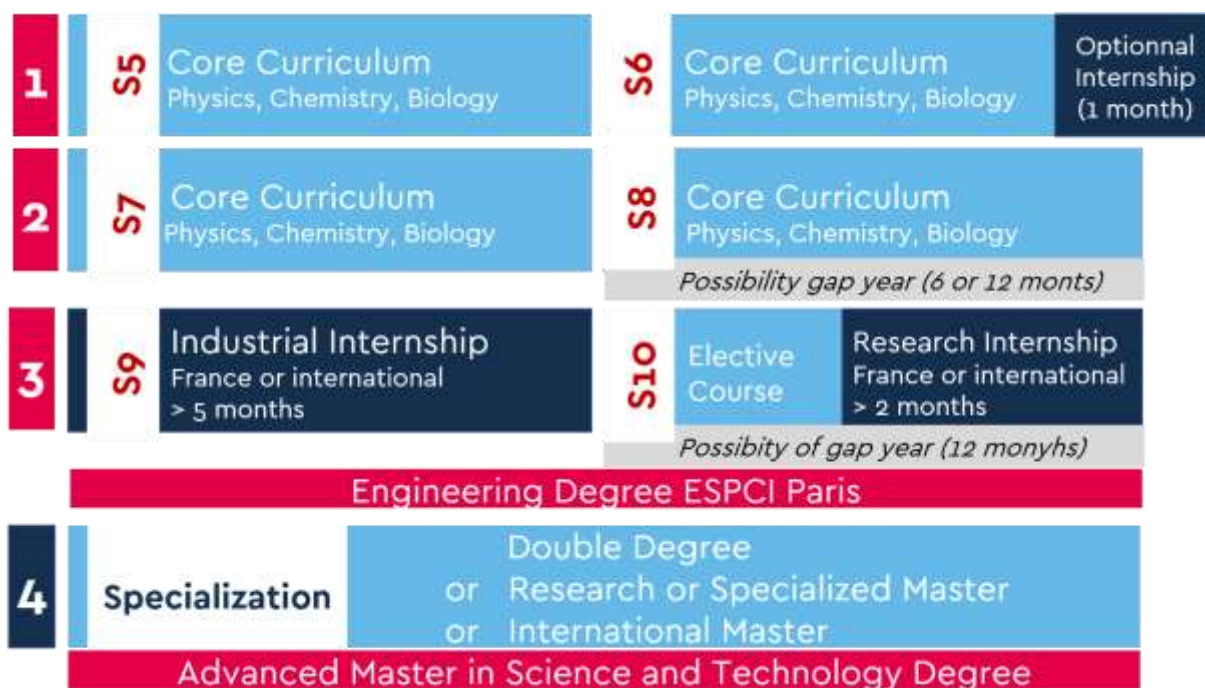 1
S5
Core Curriculum
Physics, Chemistry, Biology
S6
Core Curriculum
Physics, Chemistry, Biology
Optionnal
Internship
(1 month)
2
S7
Core Curriculum
Physics, Chemistry, Biology
S8
Core Curriculum
Physics, Chemistry, Biology
Possibility gap year (6 or 12 monts)
3
S9
Industrial Internship
France or international
> 5 months
S10
Elective
Course
Research Internship
France or international
> 2 months
Possibity of gap year (12 monyhs)
Engineering Degree ESPCI Paris
4
Specialization
Double Degree
or Research or Specialized Master
or International Master
Advanced Master in Science and Technology Degree